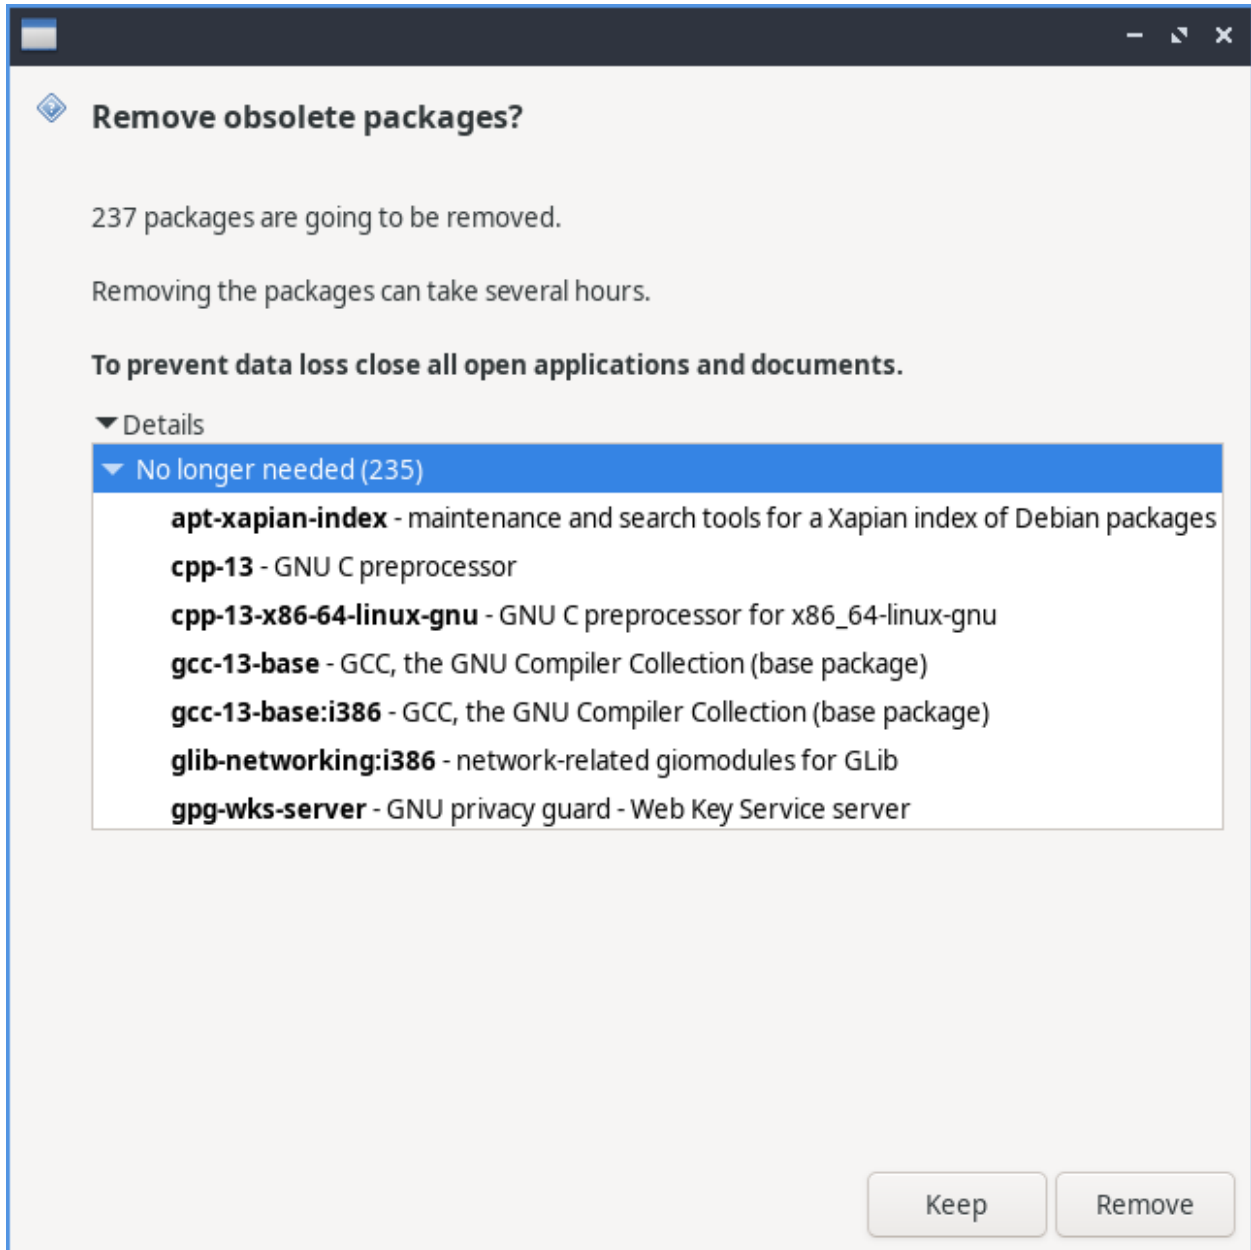 Remove obsolete packages?
237 packages are going to be removed.
Removing the packages can take several hours.
To prevent data loss close all open applications and documents.
Details
No longer needed (235)
apt-xapian-index - maintenance and search tools for a Xapian index of Debian packages
cpp-13 - GNU C preprocessor
cpp-13-x86-64-linux-gnu - GNU C preprocessor for x86_64-linux-gnu
gcc-13-base - GCC, the GNU Compiler Collection (base package)
gcc-13-base:i386 - GCC, the GNU Compiler Collection (base package)
glib-networking:i386 - network-related giomodules for GLib
gpg-wks-server - GNU privacy guard - Web Key Service server
Keep Remove